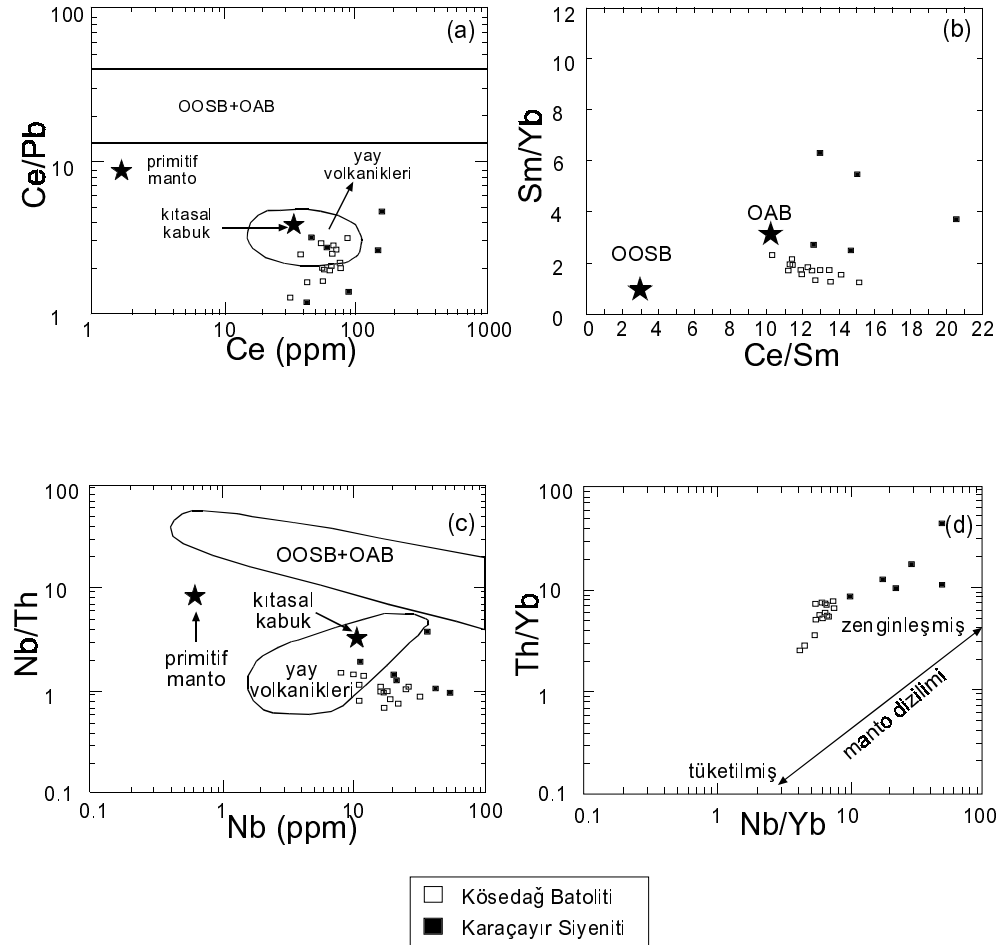 (a)
100
10
1
Ce/Pb
OOSB+OAB
primitif
manto
yay
volkanikleri
kıtasal
kabuk
1
10
100
1000
Ce (ppm)
(b)
12
10
8
6
4
2
0
Sm/Yb
OAB
OOSB
0 2 4 6 8 10 12 14 16 18 20 22
Ce/Sm
(c)
100
10
1
0.1
Nb/Th
OOSB+OAB
kıtasal
kabuk
primitif
manto
yay
volkanikleri
0.1
1
10
100
Nb (ppm)
(d)
100
10
1
0.1
Th/Yb
zenginleşmiş
manto dizilimi
tüketilmiş
0.1
1
10
100
Nb/Yb
Kösedağ Batoliti
Karaçayır Siyeniti